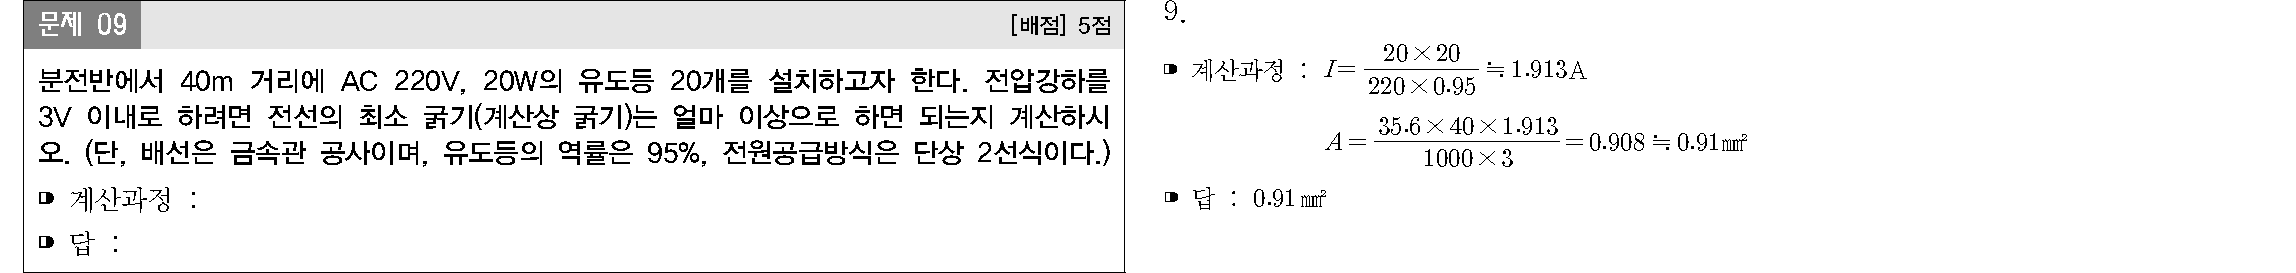 문제 09 [배점] 5점
분전반에서 40m 거리에 AC 220V, 20W의 유도등 20개를 설치하고자 한다. 전압강하를
3V 이내로 하려면 전선의 최소 굵기(계산상 굵기)는 얼마 이상으로 하면 되는지 계산하시
오. (단, 배선은 금속관 공사이며, 유도등의 역률은 95%, 전원공급방식은 단상 2선식이다.)
계산과정 :
답 :
9.
계산과정 : I = \frac{20×20}{220×0.95} ≒ 1.913A
A = \frac{35.6×40×1.913}{1000×3} = 0.908 ≒ 0.91㎟
답 : 0.91㎟